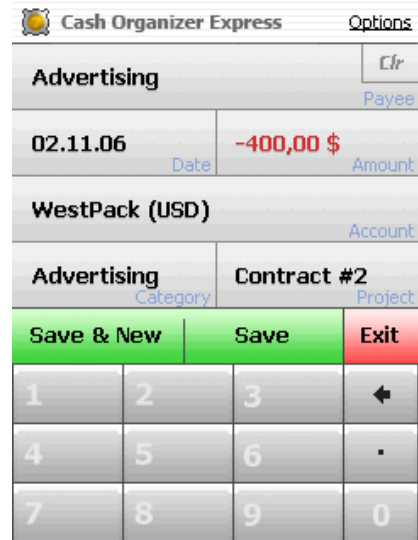 Cash Organizer Express Options
Advertising Clr
Payee
02.11.06 -400,00 $
Date Amount
WestPack (USD)
Account
Advertising Contract #2
Category Project
Save & New Save Exit
1 2 3
4 5 6 .
7 8 9 0